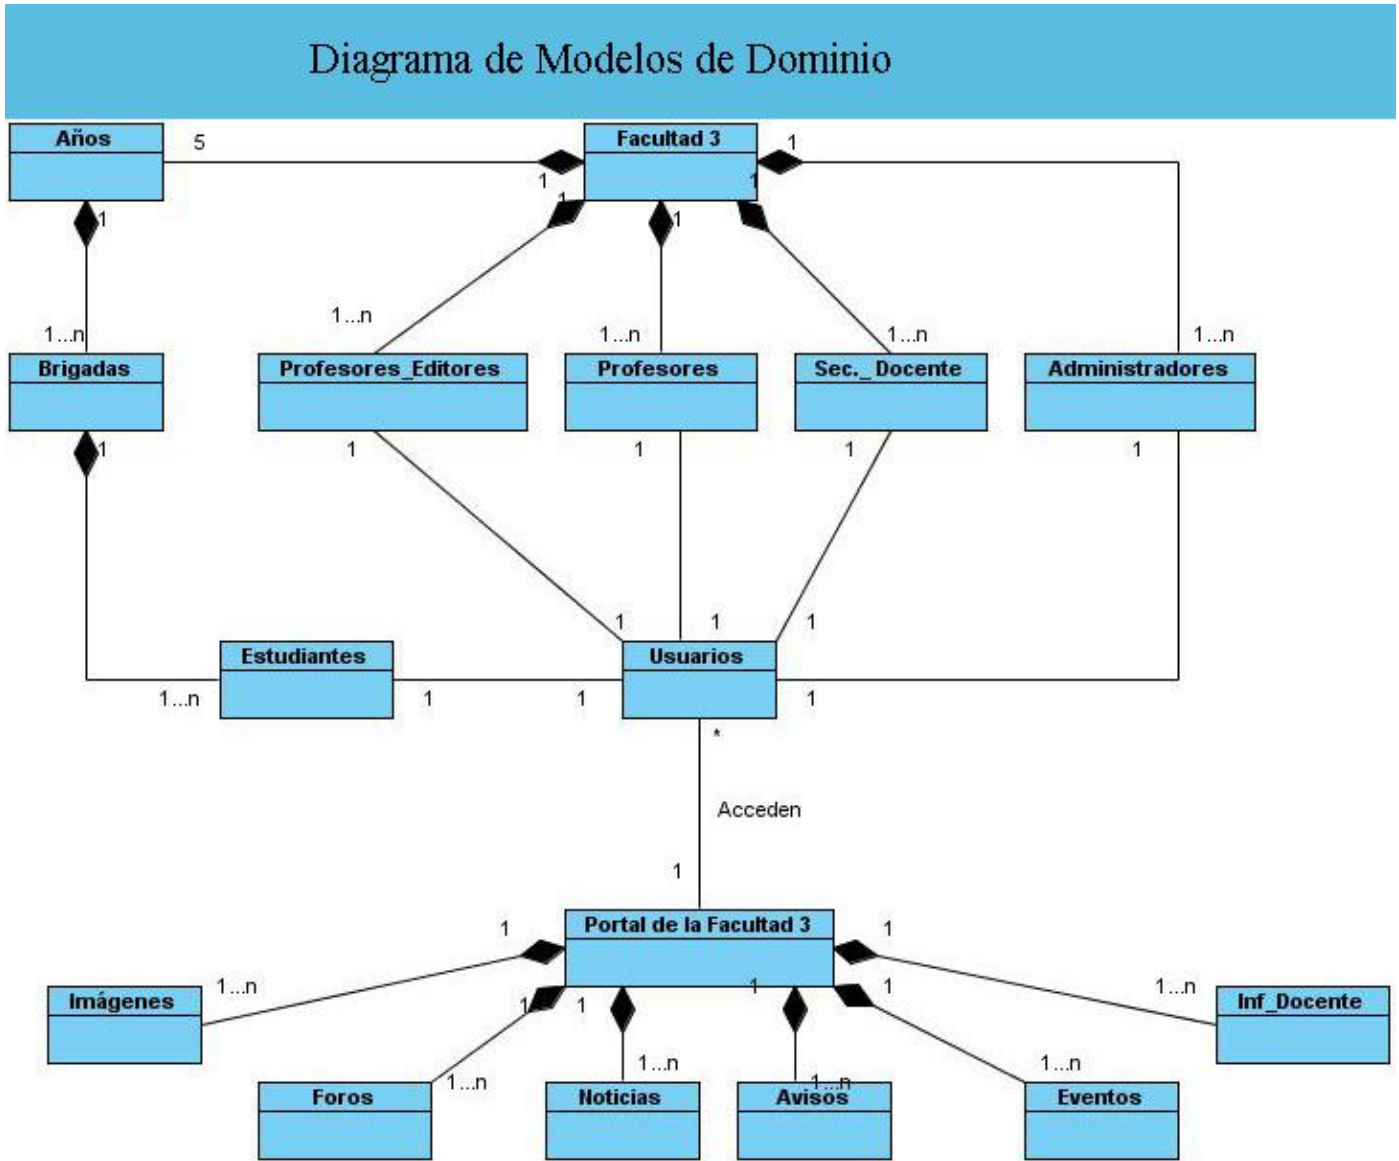 Diagrama de Modelos de Dominio
Años
5
1
Facultad 3
1
1
1
1
1
1...n
1...n
1...n
1...n
1...n
Brigadas
Profesores_Editores
Profesores
Sec._ Docente
Administradores
1
1
1
1
1
1
1
1
Estudiantes
Usuarios
1...n
1
1
1
*
Acceden
1
Portal de la Facultad 3
1
1
1...n
1...n
Imágenes
1
1
1
1
Inf_Docente
1...n
1...n
1...n
1...n
Foros
Noticias
Avisos
Eventos